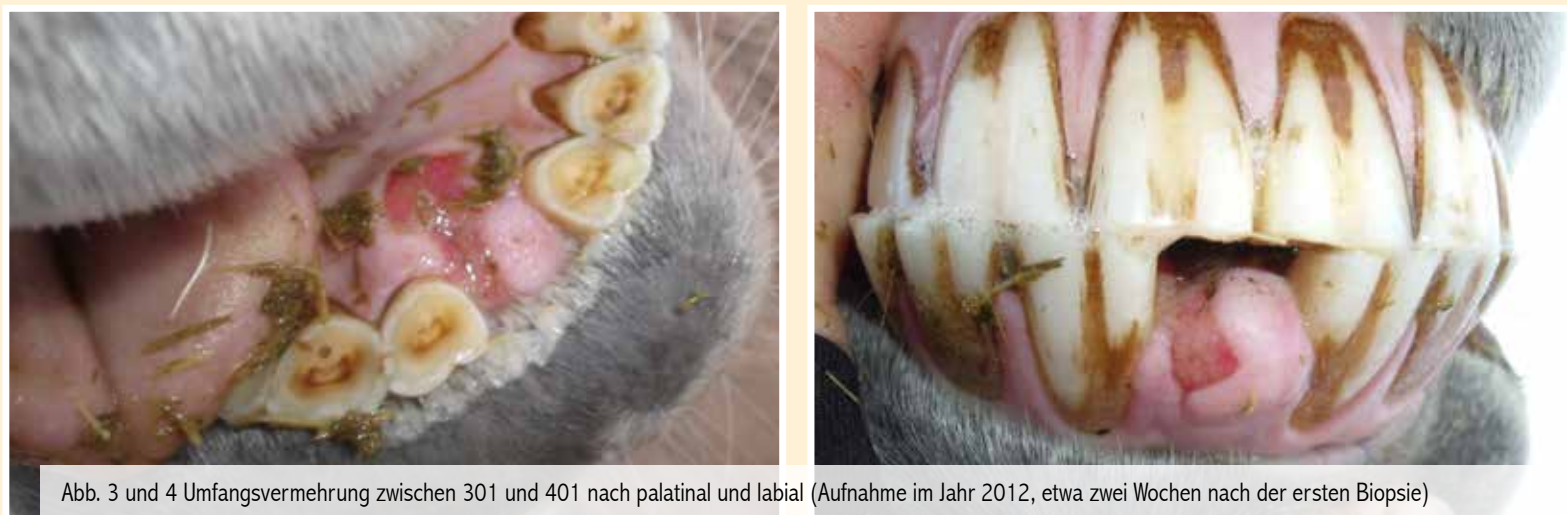 Abb. 3 und 4 Umfangsvermehrung zwischen 301 und 401 nach palatinal und labial (Aufnahme im Jahr 2012, etwa zwei Wochen nach der ersten Biopsie)